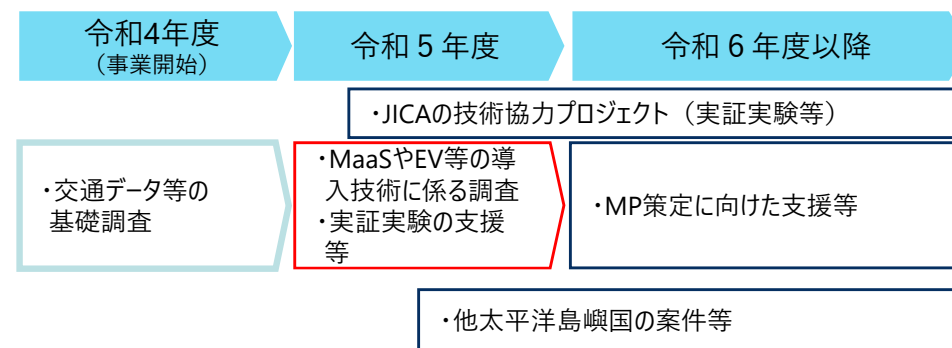 令和4年度
（事業開始）
令和５年度
令和６年度以降
・JICAの技術協力プロジェクト（実証実験等）
・交通データ等の
基礎調査
・MaaSやEV等の導
入技術に係る調査
・実証実験の支援
等
・MP策定に向けた支援等
・他太平洋島嶼国の案件等